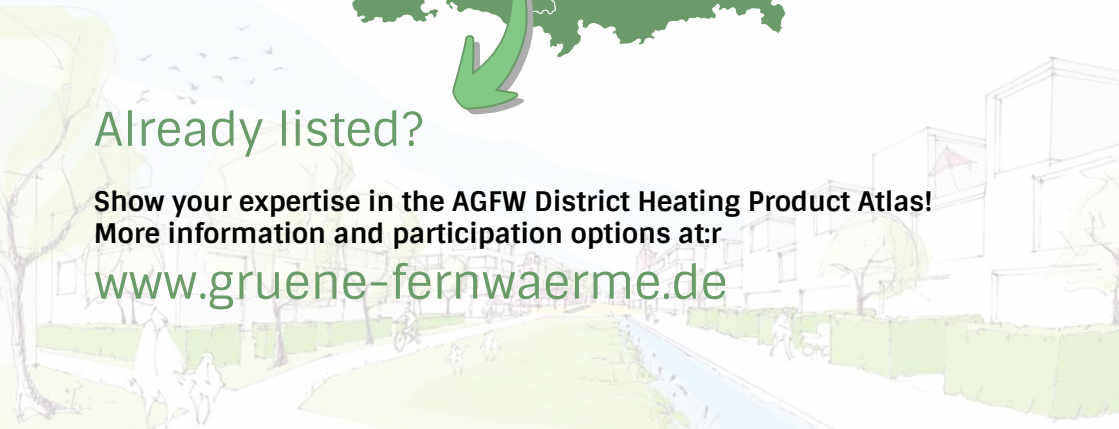 Already listed?
Show your expertise in the AGFW District Heating Product Atlas!
More information and participation options at:r
www.gruene-fernwaerme.de